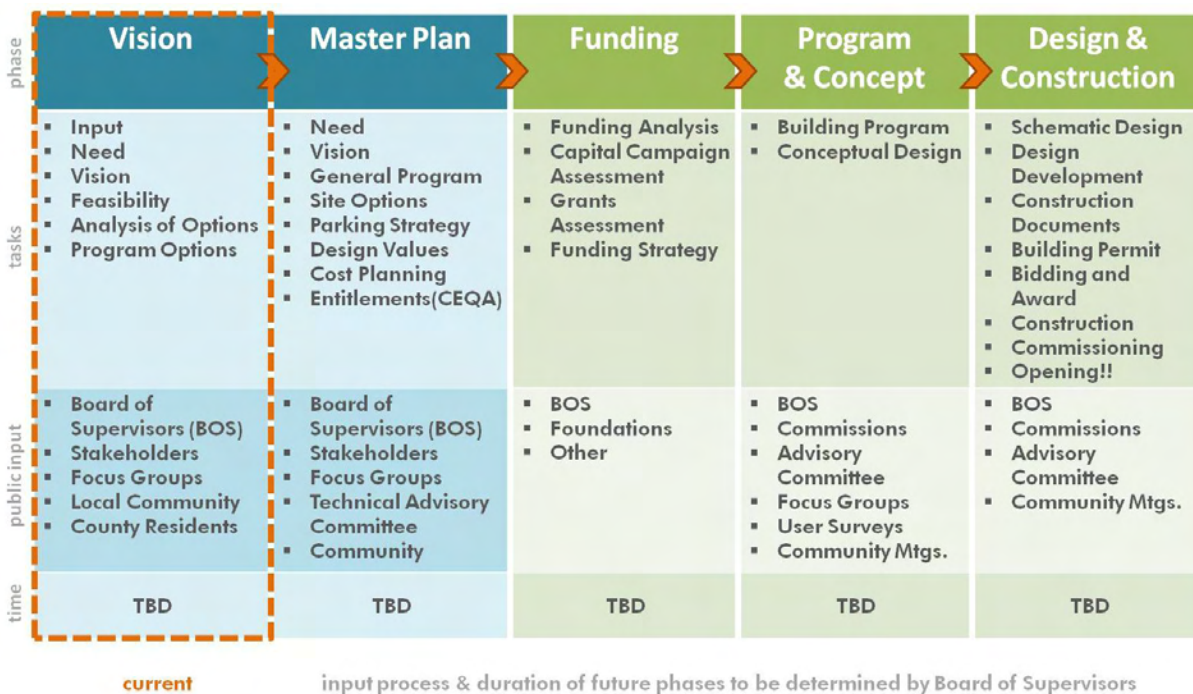 phase
Vision
Master Plan
Funding
Program
& Concept
Design &
Construction
tasks
▪ Input
▪ Need
▪ Vision
▪ Feasibility
▪ Analysis of Options
▪ Program Options
▪ Need
▪ Vision
▪ General Program
▪ Site Options
▪ Parking Strategy
▪ Design Values
▪ Cost Planning
▪ Entitlements(CEQA)
▪ Funding Analysis
▪ Capital Campaign
Assessment
▪ Grants
Assessment
▪ Funding Strategy
▪ Building Program
▪ Conceptual Design
▪ Schematic Design
▪ Design
Development
▪ Construction
Documents
▪ Building Permit
▪ Bidding and
Award
▪ Construction
▪ Commissioning
▪ Opening!!
public input
▪ Board of
Supervisors (BOS)
▪ Stakeholders
▪ Focus Groups
▪ Local Community
▪ County Residents
▪ Board of
Supervisors (BOS)
▪ Stakeholders
▪ Focus Groups
▪ Technical Advisory
Committee
▪ Community
▪ BOS
▪ Foundations
▪ Other
▪ BOS
▪ Commissions
▪ Advisory
Committee
▪ Focus Groups
▪ User Surveys
▪ Community Mtgs.
▪ BOS
▪ Commissions
▪ Advisory
Committee
▪ Community Mtgs.
time
TBD
TBD
TBD
TBD
TBD
current
input process & duration of future phases to be determined by Board of Supervisors